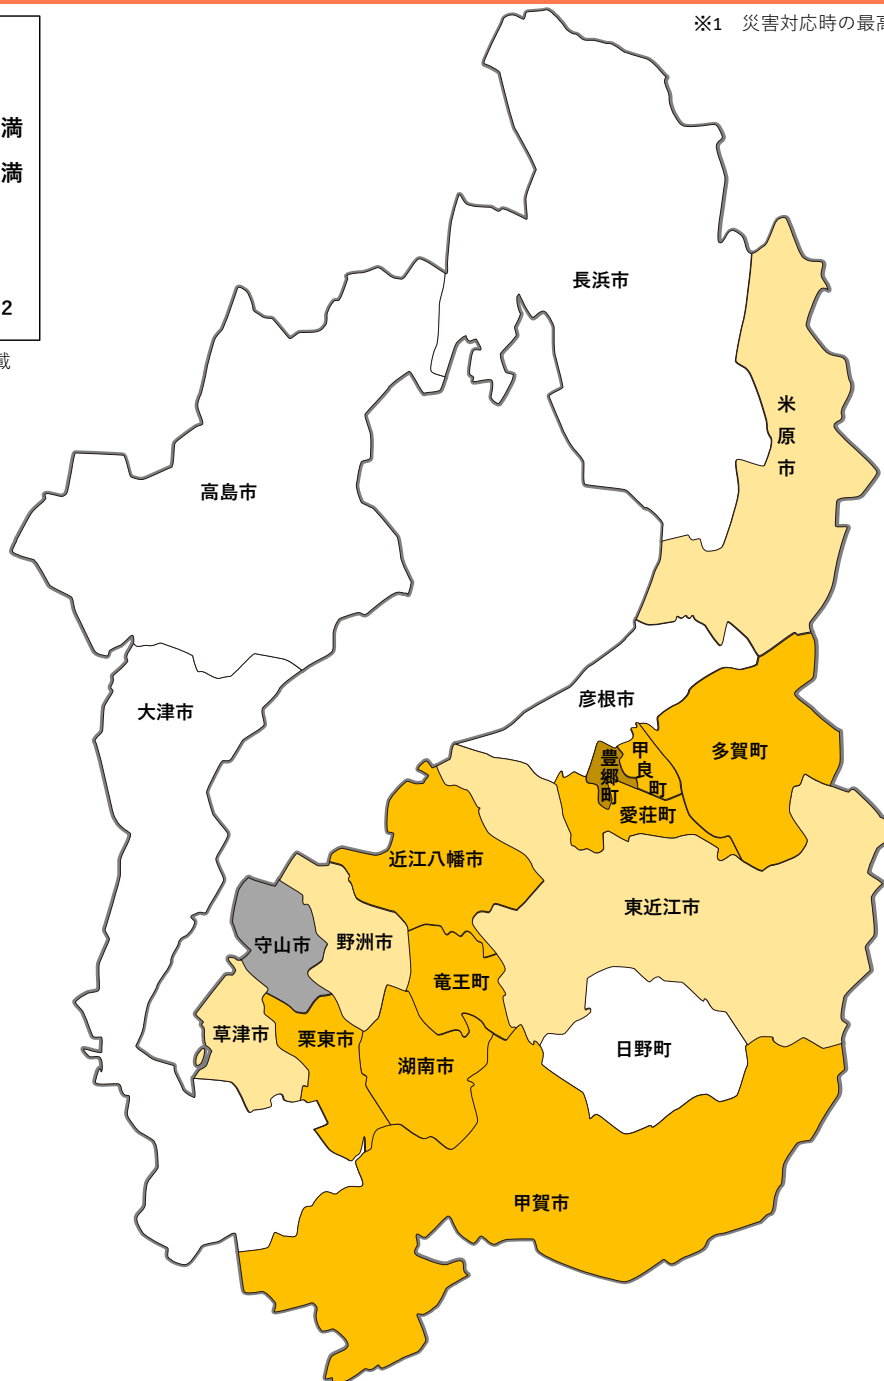 ※1 災害対応時の最高
満
満
2
載
長浜市
米原市
高島市
彦根市
大津市
多賀町
甲良町
豊郷町
愛荘町
近江八幡市
東近江市
守山市
野洲市
竜王町
草津市
栗東市
日野町
湖南市
甲賀市